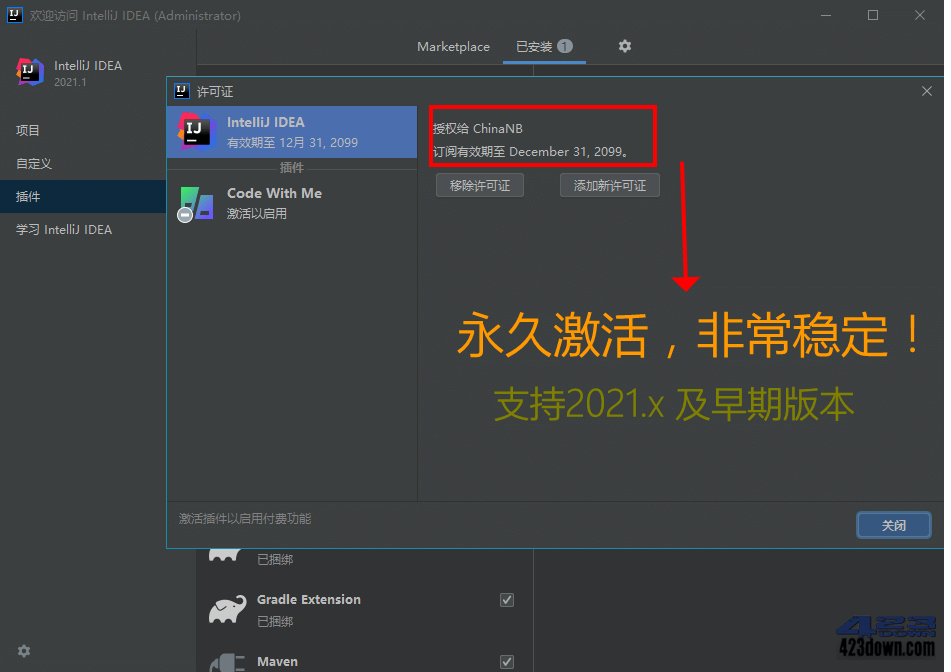 欢迎访问 IntelliJ IDEA (Administrator)
IntelliJ IDEA
2021.1
项目
自定义
插件
学习 IntelliJ IDEA
Marketplace
已安装 1
许可证
IntelliJ IDEA
有效期至 12月 31, 2099
插件
Code With Me
激活以启用
授权给 ChinaNB
订阅有效期至 December 31, 2099。
移除许可证
添加新许可证
永久激活，非常稳定！
支持2021.x 及早期版本
激活插件以启用付费功能
关闭
已捆绑
Gradle Extension
已捆绑
Maven
423down.com